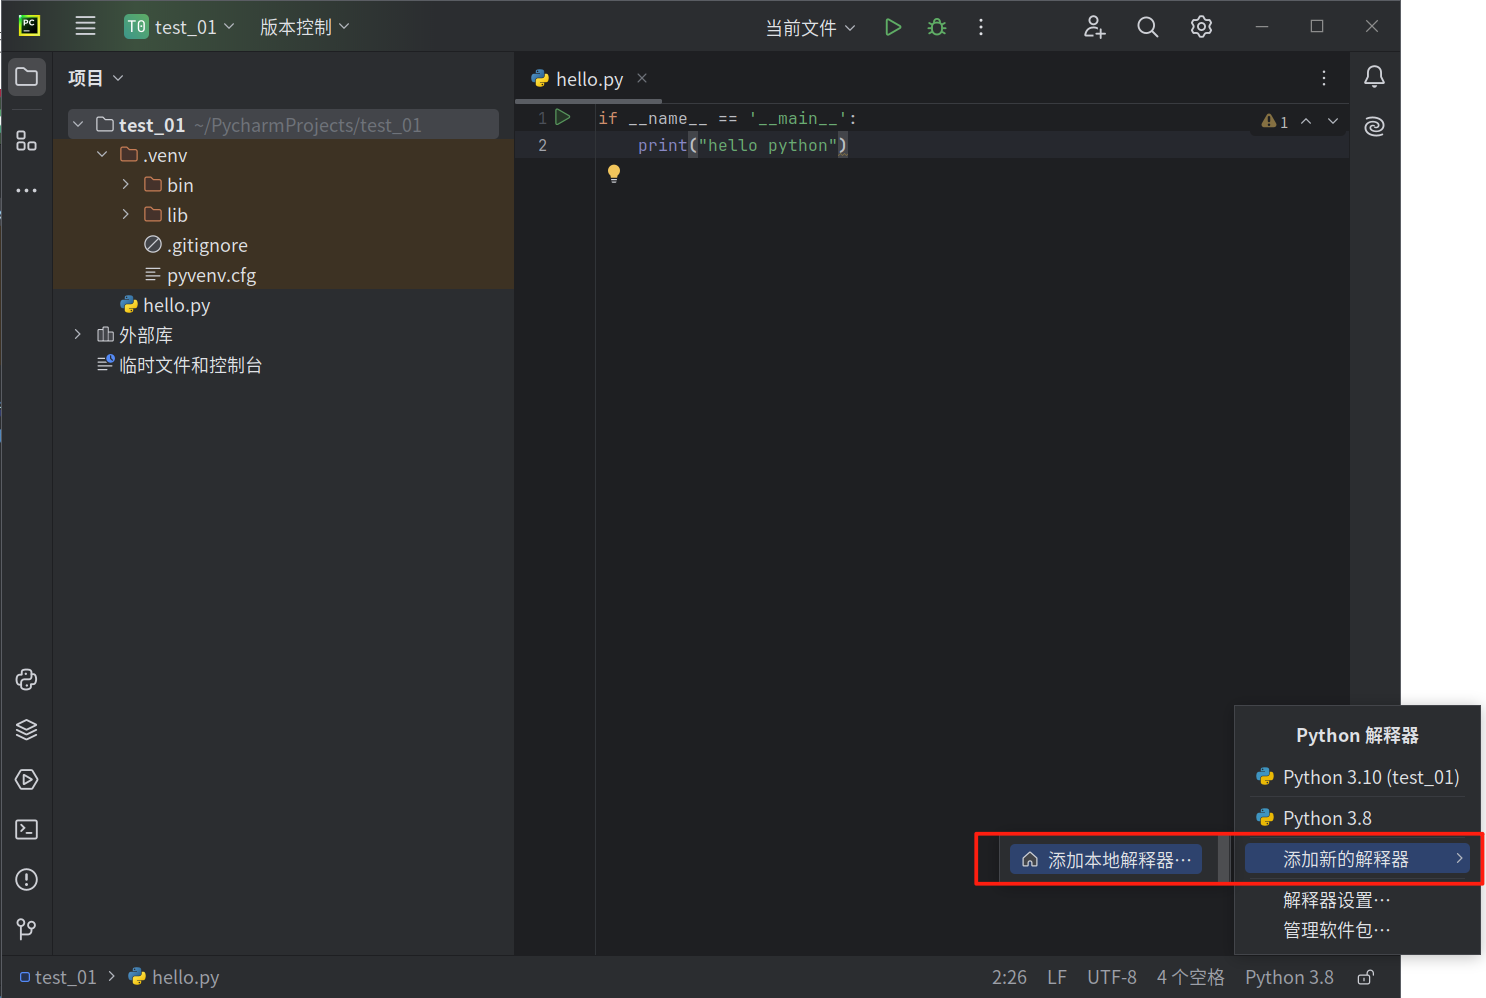 PC T0 test_01 版本控制 当前文件
项目
hello.py
test_01 ~/PycharmProjects/test_01
.venv
bin
lib
.gitignore
pyvenv.cfg
hello.py
外部库
临时文件和控制台
1 if __name__ == '__main__':
2 print("hello python")
1
Python 解释器
Python 3.10 (test_01)
Python 3.8
添加新的解释器
添加本地解释器…
解释器设置…
管理软件包…
test_01 hello.py
2:26 LF UTF-8 4 个空格 Python 3.8